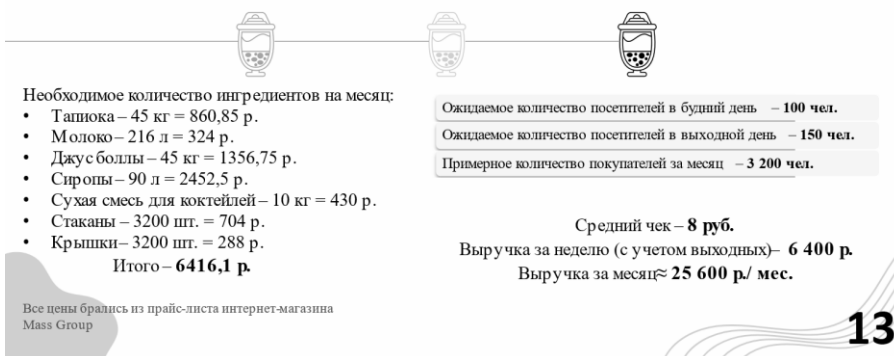 Необходимое количество ингредиентов на месяц:
• Тапиока – 45 кг = 860,85 р.
• Молоко – 216 л = 324 р.
• Джус боллы – 45 кг = 1356,75 р.
• Сиропы – 90 л = 2452,5 р.
• Сухая смесь для коктейлей – 10 кг = 430 р.
• Стаканы – 3200 шт. = 704 р.
• Крышки – 3200 шт. = 288 р.
Итого – 6416,1 р.
Все цены брались из прайс-листа интернет-магазина
Mass Group
Ожидаемое количество посетителей в будний день – 100 чел.
Ожидаемое количество посетителей в выходной день – 150 чел.
Примерное количество покупателей за месяц – 3 200 чел.
Средний чек – 8 руб.
Выручка за неделю (с учетом выходных) – 6 400 р.
Выручка за месяц ≈ 25 600 р./ мес.
13